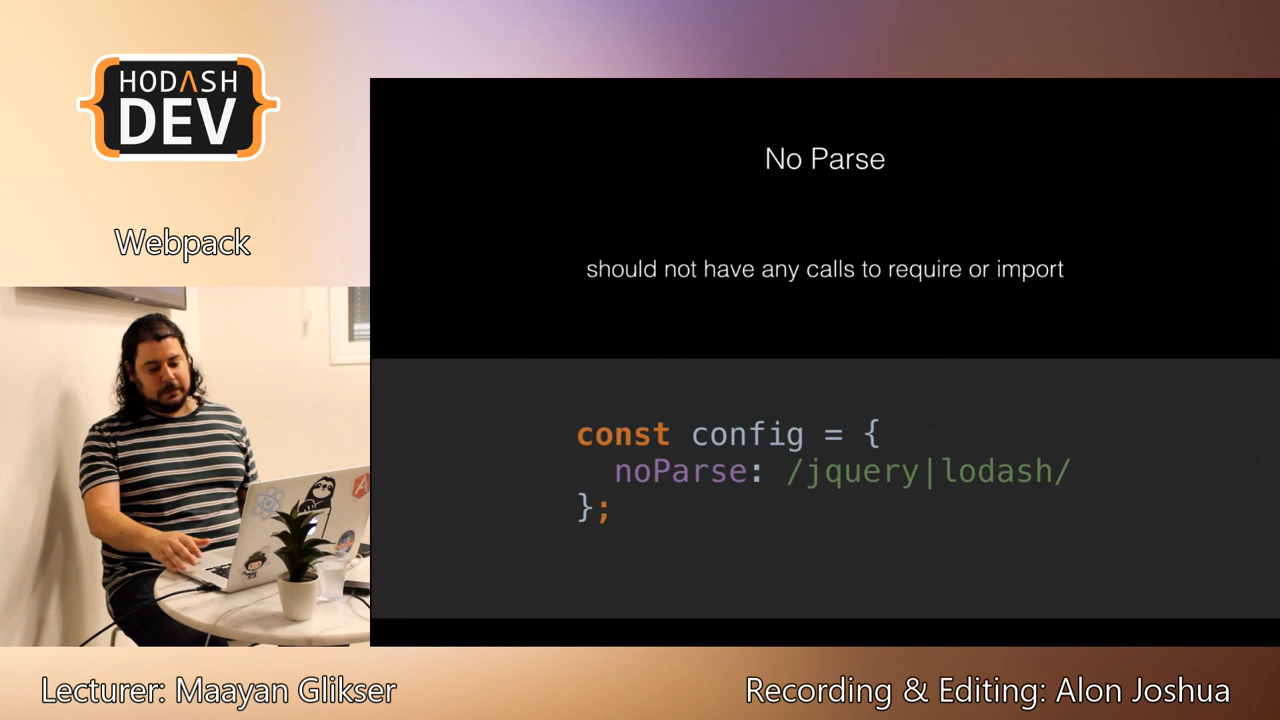 HODASH
DEV
Webpack
No Parse
should not have any calls to require or import
const config = {
noParse: /jquery|lodash/
};
Lecturer: Maayan Glikser
Recording & Editing: Alon Joshua